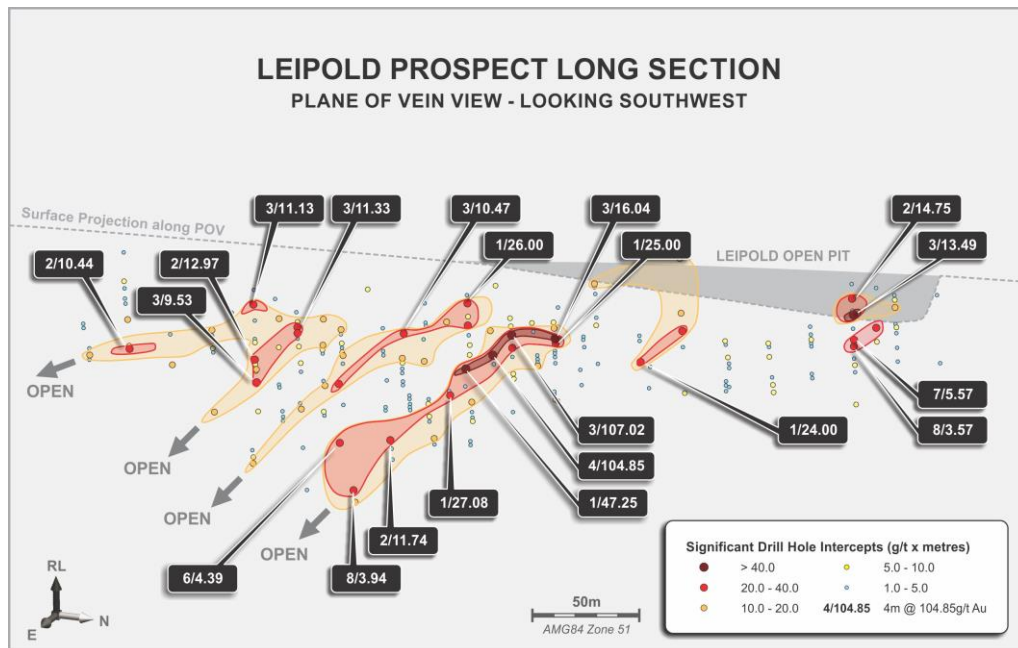 LEIPOLD PROSPECT LONG SECTION
PLANE OF VEIN VIEW - LOOKING SOUTHWEST
Surface Projection along POV
3/11.13
3/11.33
3/10.47
3/16.04
2/14.75
1/26.00
1/25.00
3/13.49
LEIPOLD OPEN PIT
2/10.44
2/12.97
3/9.53
OPEN
7/5.57
3/107.02
1/24.00
8/3.57
OPEN
4/104.85
1/27.08
1/47.25
OPEN
2/11.74
OPEN
6/4.39
8/3.94
RL
N
E
50m
AMG84 Zone 51
Significant Drill Hole Intercepts (g/t x metres)
> 40.0
5.0 - 10.0
20.0 - 40.0
1.0 - 5.0
10.0 - 20.0
4/104.85 4m @ 104.85g/t Au